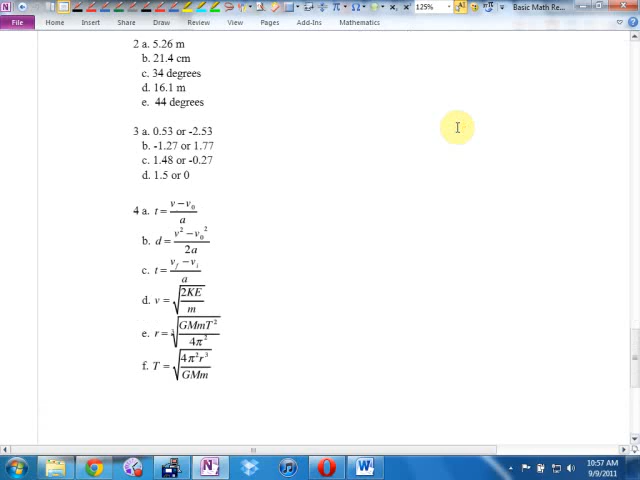 125%
Basic Math Re...
File Home Insert Draw Review View Pages Add-Ins Mathematics
2 a. 5.26 m
b. 21.4 cm
c. 34 degrees
d. 16.1 m
e. 44 degrees
3 a. 0.53 or -2.53
b. -1.27 or 1.77
c. 1.48 or -0.27
d. 1.5 or 0
4 a. t = (v − v₀)/a
b. d = (v² − v₀²)/2a
c. t = (v_f − v_i)/a
d. v = √(2KE/m)
e. r = ∛(GMmT²/4π²)
f. T = √(4π²r³/GMm)
10:57 AM
9/9/2011